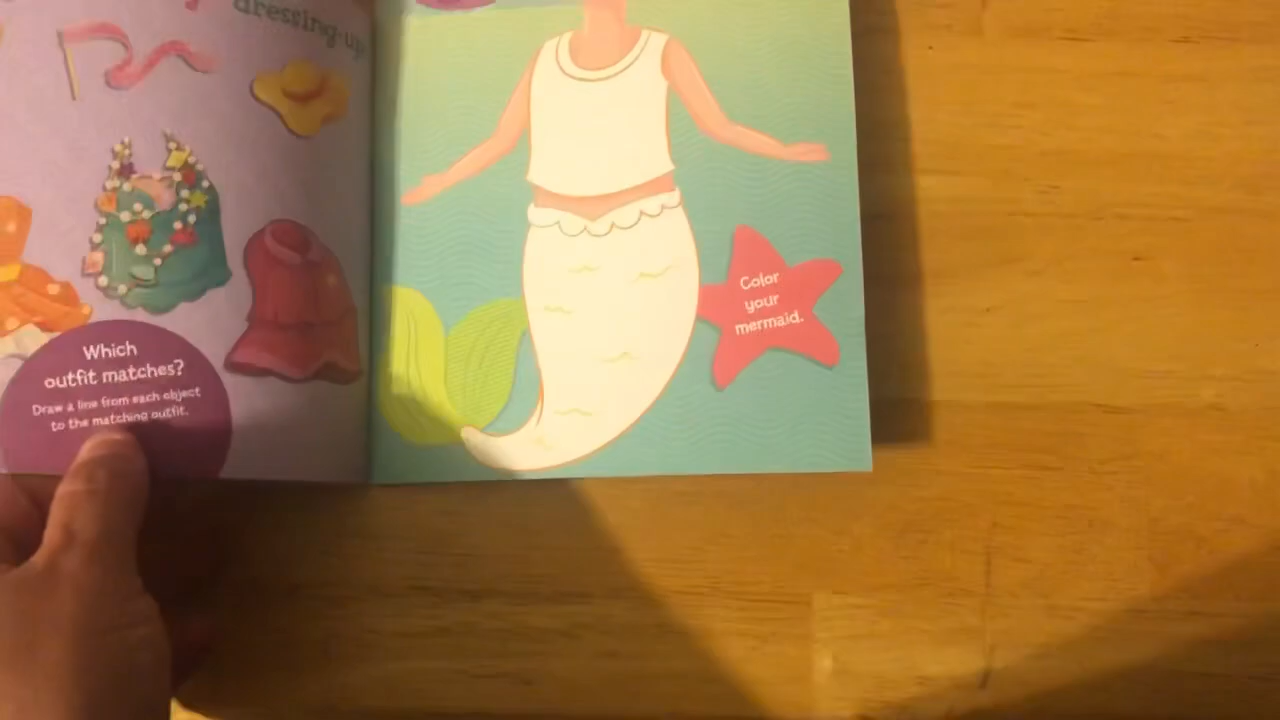 dressing-up
Which
outfit matches?
Draw a line from each object
to the matching outfit.
Color
your
mermaid.